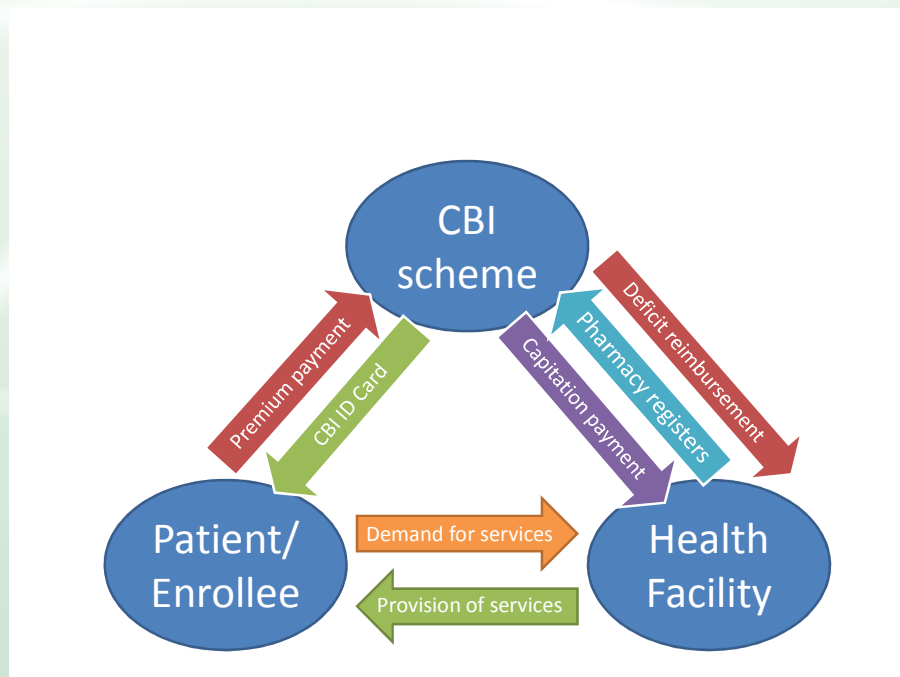 CBI
scheme
Premium payment
CBI ID Card
Capitation payment
Pharmacy registers
Deficit reimbursement
Patient/
Enrollee
Demand for services
Provision of services
Health
Facility